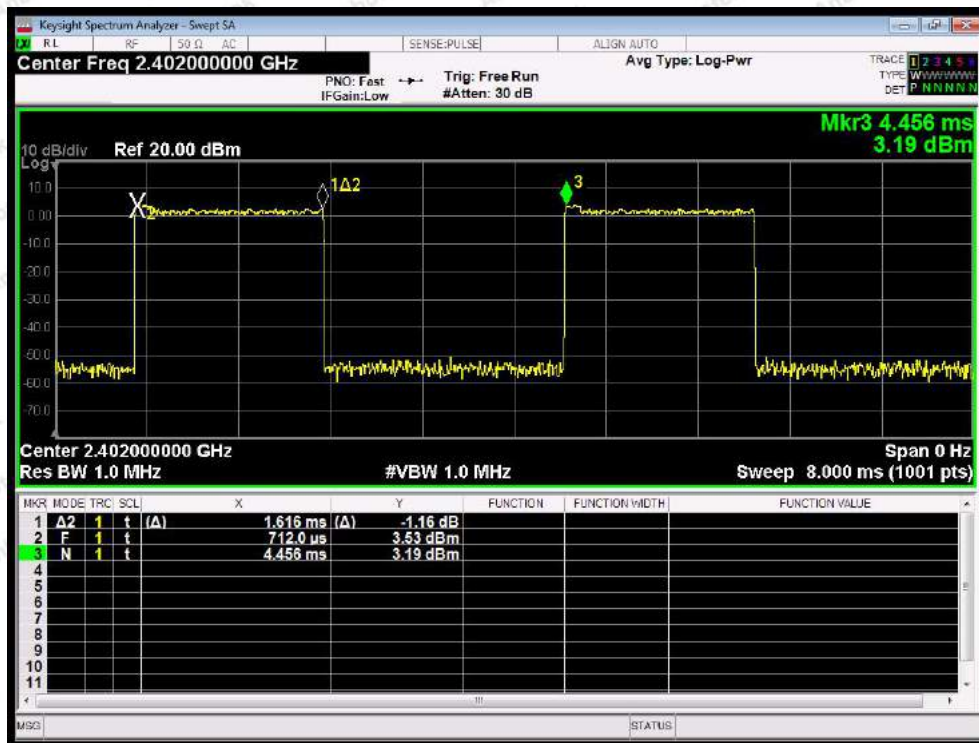 Keysight Spectrum Analyzer - Swept SA
LXI RL RF 50 Ω AC SENSE:PULSE ALIGN AUTO
Center Freq 2.402000000 GHz
PNO: Fast
IFGain:Low
Trig: Free Run
#Atten: 30 dB
Avg Type: Log-Pwr
TRACE 1 2 3 4 5 6
TYPE WWWWWW
DET P N N N N N
Mkr3 4.456 ms
3.19 dBm
10 dB/div Ref 20.00 dBm
Log
10.0
0.00
-10.0
-20.0
-30.0
-40.0
-50.0
-60.0
-70.0
X2
1Δ2
3
Center 2.402000000 GHz Span 0 Hz
Res BW 1.0 MHz #VBW 1.0 MHz Sweep 8.000 ms (1001 pts)
MKR MODE TRC SCL X Y FUNCTION FUNCTION WIDTH FUNCTION VALUE
1 Δ2 1 t (Δ) 1.616 ms (Δ) -1.16 dB
2 F 1 t 712.0 µs 3.53 dBm
3 N 1 t 4.456 ms 3.19 dBm
4
5
6
7
8
9
10
11
MSG STATUS